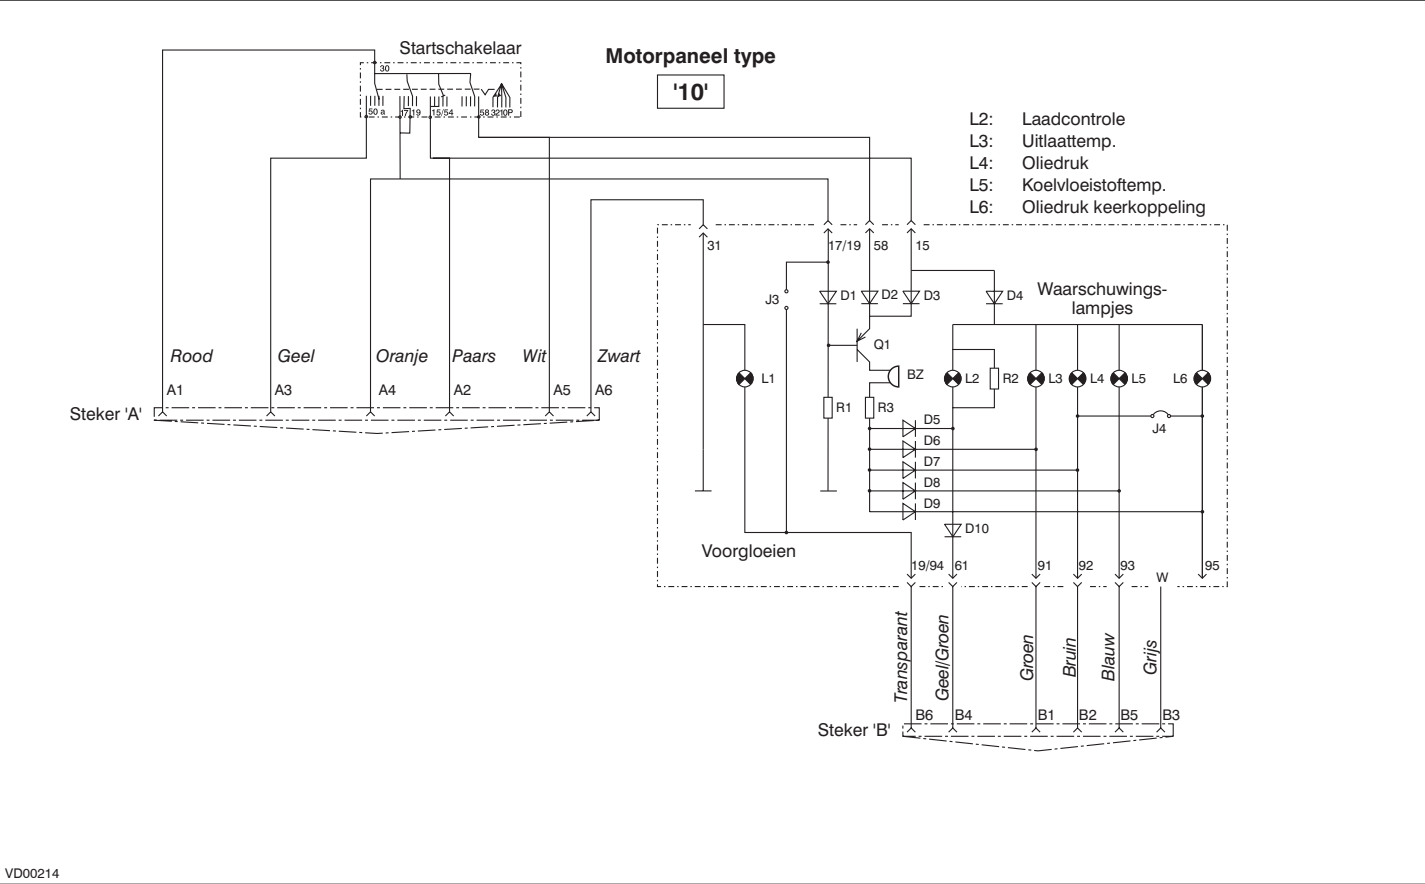 Startschakelaar
Motorpaneel type
'10'
30
50 a
17/19
15/54
58
3210P
L2: Laadcontrole
L3: Uitlaattemp.
L4: Oliedruk
L5: Koelvloeistoftemp.
L6: Oliedruk keerkoppeling
31
17/19
58
15
J3
D1
D2
D3
D4
Waarschuwings-
lampjes
Q1
Rood
Geel
Oranje
Paars
Wit
Zwart
A1
A3
A4
A2
A5
A6
Steker 'A'
L1
BZ
L2
R2
L3
L4
L5
L6
R1
R3
D5
D6
D7
D8
D9
J4
D10
Voorgloeien
19/94
61
91
92
93
W
95
Transparant
Geel/Groen
Groen
Bruin
Blauw
Grijs
B6
B4
B1
B2
B5
B3
Steker 'B'
VD00214